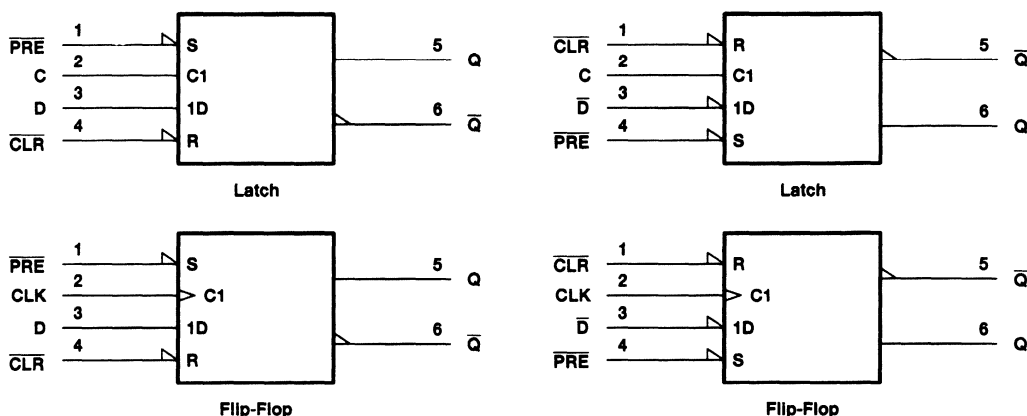 1 1
PRE S 5 Q CLR R 5 Q̅
2 2
C C1 C C1
3 3
D 1D 6 Q̅ D̅ 1D 6 Q
4 4
CLR R PRE S
Latch Latch
1 1
PRE S 5 Q CLR R 5 Q̅
2 2
CLK C1 CLK C1
3 3
D 1D 6 Q̅ D̅ 1D 6 Q
4 4
CLR R PRE S
Flip-Flop Flip-Flop